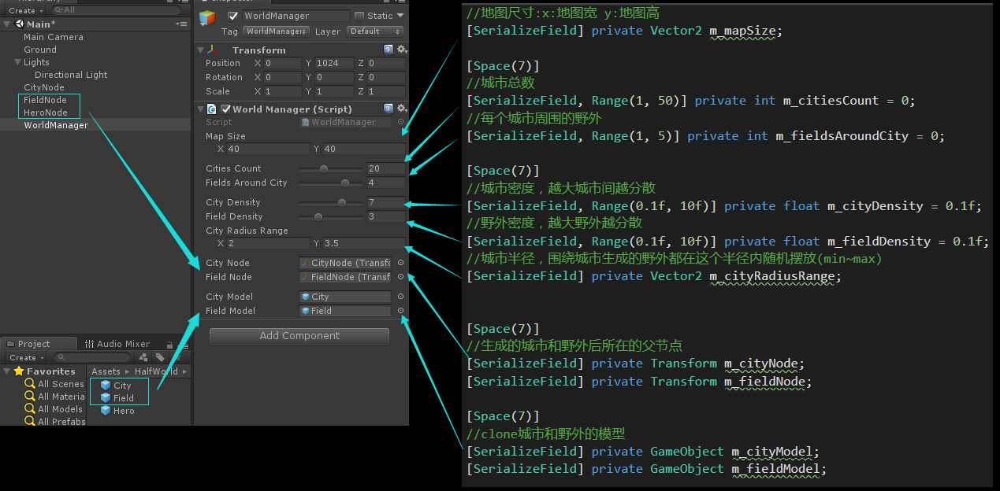 Create
All
Main*
Main Camera
Ground
Lights
Directional Light
CityNode
FieldNode
HeroNode
WorldManager
WorldManager
Static
Tag
WorldManager
Layer
Default
Transform
Position X 0 Y 1024 Z 0
Rotation X 0 Y 0 Z 0
Scale X 1 Y 1 Z 1
World Manager (Script)
Script WorldManager
Map Size
X 40 Y 40
Cities Count 20
Fields Around City 4
City Density 7
Field Density 3
City Radius Range
X 2 Y 3.5
City Node CityNode (Transfo
Field Node FieldNode (Transf
City Model City
Field Model Field
Add Component
Project
Audio Mixer
Create
Favorites
All Scenes
All Materia
All Models
All Prefabs
Assets ▸ HalfWorld ▸
City
Field
Hero
//地图尺寸:x:地图宽 y:地图高
[SerializeField] private Vector2 m_mapSize;
[Space(7)]
//城市总数
[SerializeField, Range(1, 50)] private int m_citiesCount = 0;
//每个城市周围的野外
[SerializeField, Range(1, 5)] private int m_fieldsAroundCity = 0;
[Space(7)]
//城市密度，越大城市间越分散
[SerializeField, Range(0.1f, 10f)] private float m_cityDensity = 0.1f;
//野外密度，越大野外越分散
[SerializeField, Range(0.1f, 10f)] private float m_fieldDensity = 0.1f;
//城市半径，围绕城市生成的野外都在这个半径内随机摆放(min~max)
[SerializeField] private Vector2 m_cityRadiusRange;
[Space(7)]
//生成的城市和野外后所在的父节点
[SerializeField] private Transform m_cityNode;
[SerializeField] private Transform m_fieldNode;
[Space(7)]
//clone城市和野外的模型
[SerializeField] private GameObject m_cityModel;
[SerializeField] private GameObject m_fieldModel;